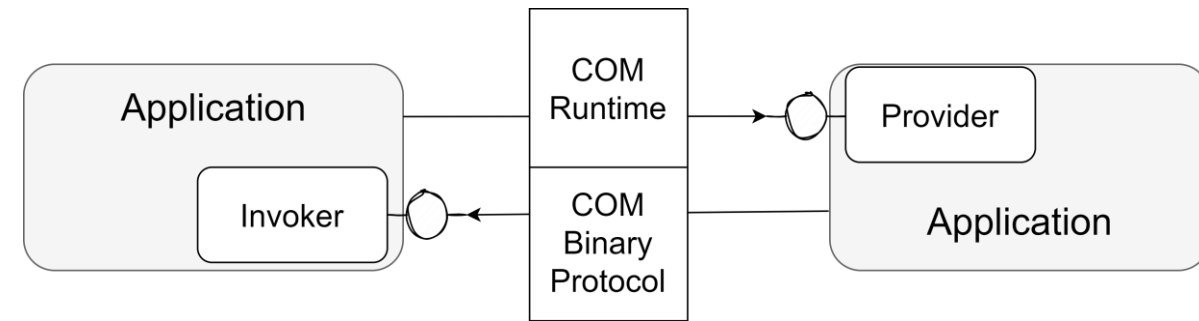 Application
Invoker
COM
Runtime
COM
Binary
Protocol
Provider
Application